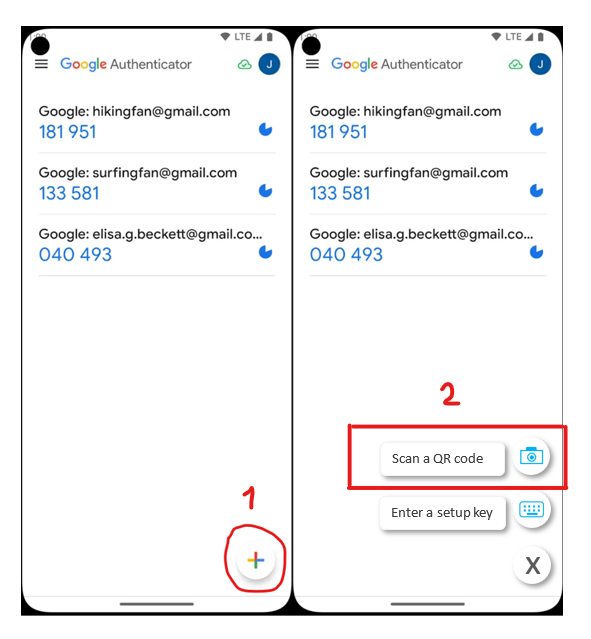 LTE
Google Authenticator
J
Google: hikingfan@gmail.com
181 951
Google: surfingfan@gmail.com
133 581
Google: elisa.g.beckett@gmail.co...
040 493
1
LTE
Google Authenticator
J
Google: hikingfan@gmail.com
181 951
Google: surfingfan@gmail.com
133 581
Google: elisa.g.beckett@gmail.co...
040 493
2
Scan a QR code
Enter a setup key
X